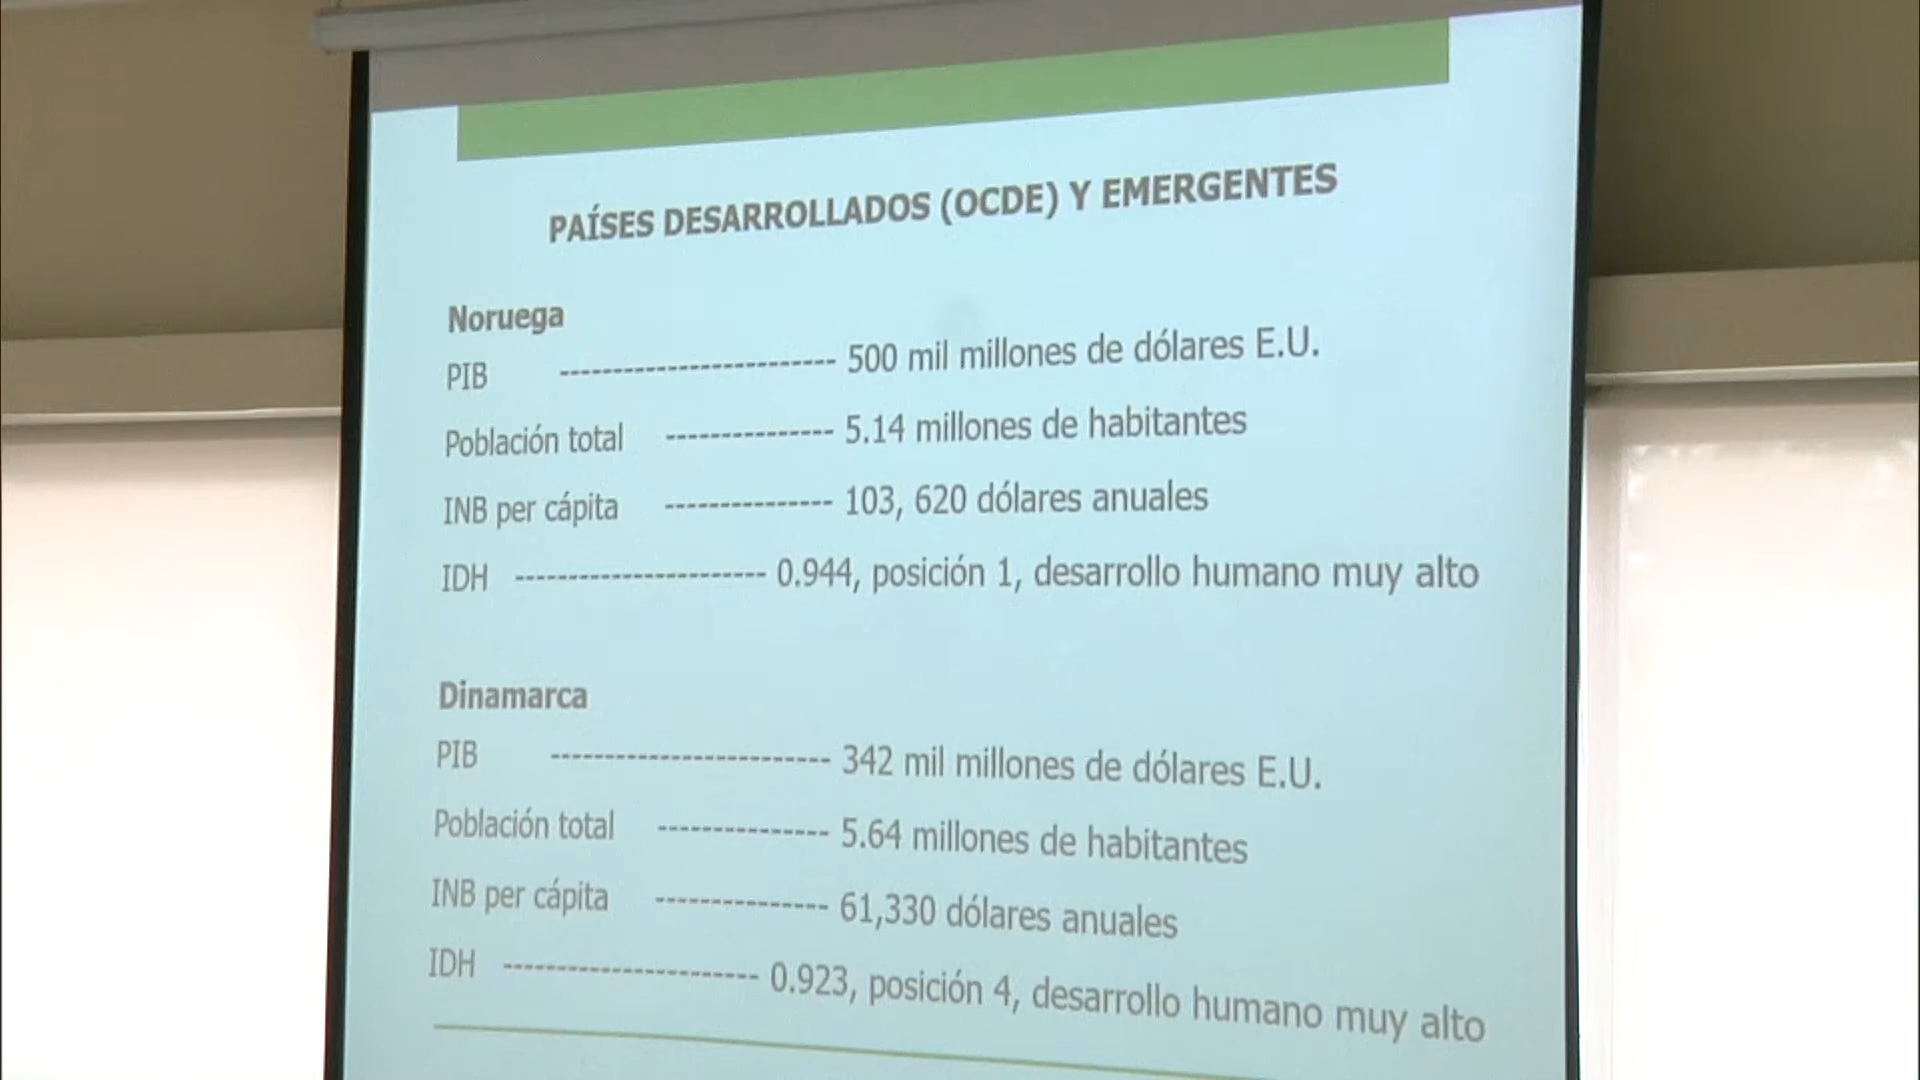 PAÍSES DESARROLLADOS (OCDE) Y EMERGENTES
Noruega
PIB ------------------------- 500 mil millones de dólares E.U.
Población total --------------- 5.14 millones de habitantes
INB per cápita --------------- 103, 620 dólares anuales
IDH ----------------------- 0.944, posición 1, desarrollo humano muy alto
Dinamarca
PIB ------------------------- 342 mil millones de dólares E.U.
Población total --------------- 5.64 millones de habitantes
INB per cápita --------------- 61,330 dólares anuales
IDH ----------------------- 0.923, posición 4, desarrollo humano muy alto